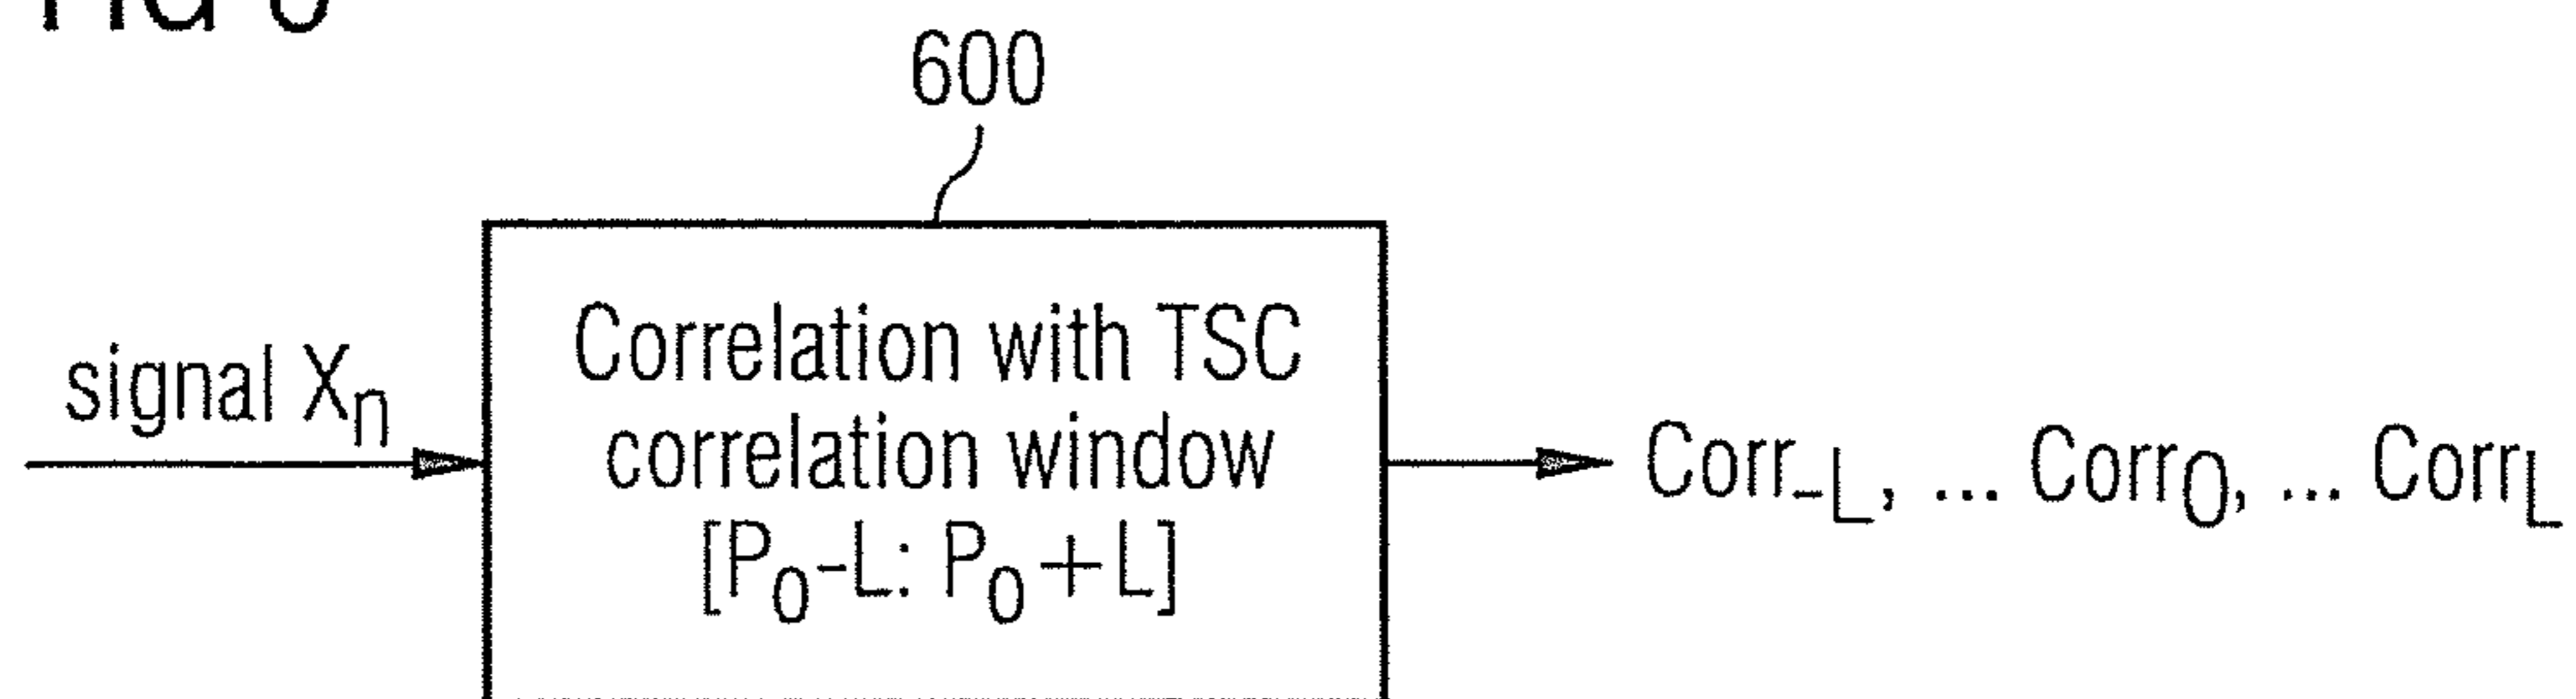 600
signal Xn
Correlation with TSC
correlation window
[P0-L: P0+L]
Corr-L, ... Corr0, ... CorrL